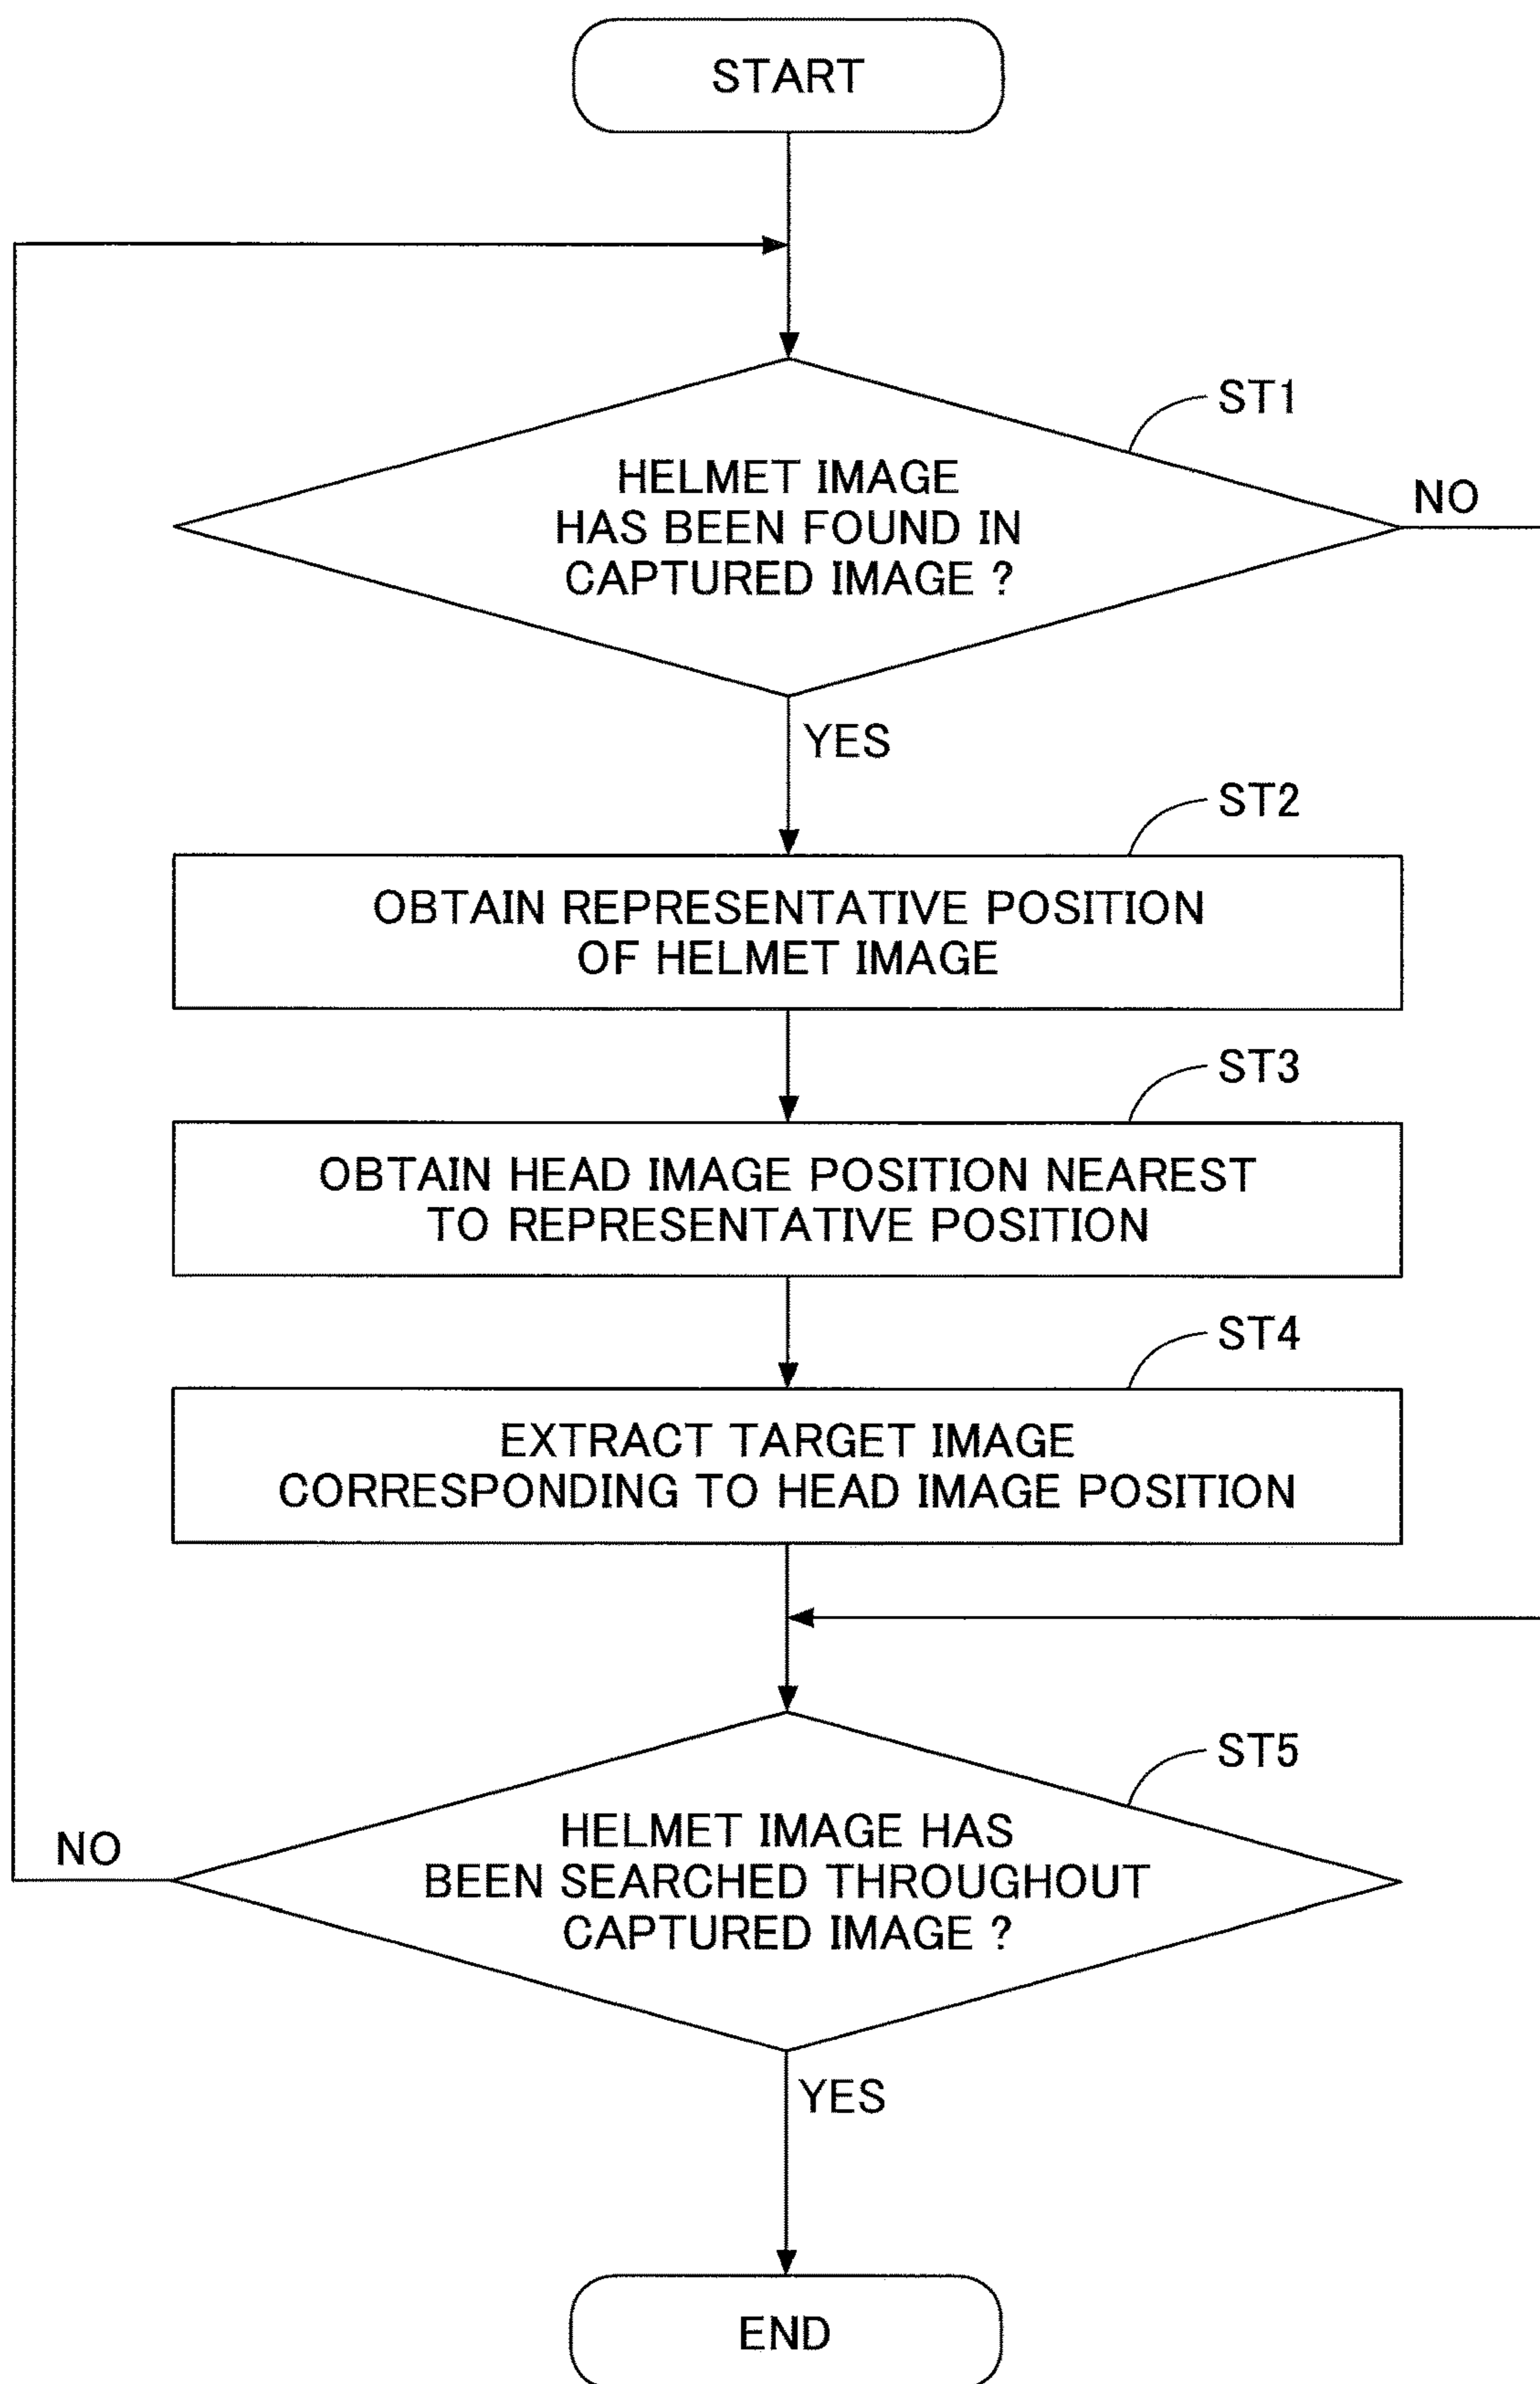 START
ST1
HELMET IMAGE
HAS BEEN FOUND IN
CAPTURED IMAGE ?
NO
YES
ST2
OBTAIN REPRESENTATIVE POSITION
OF HELMET IMAGE
ST3
OBTAIN HEAD IMAGE POSITION NEAREST
TO REPRESENTATIVE POSITION
ST4
EXTRACT TARGET IMAGE
CORRESPONDING TO HEAD IMAGE POSITION
ST5
HELMET IMAGE HAS
BEEN SEARCHED THROUGHOUT
CAPTURED IMAGE ?
NO
YES
END